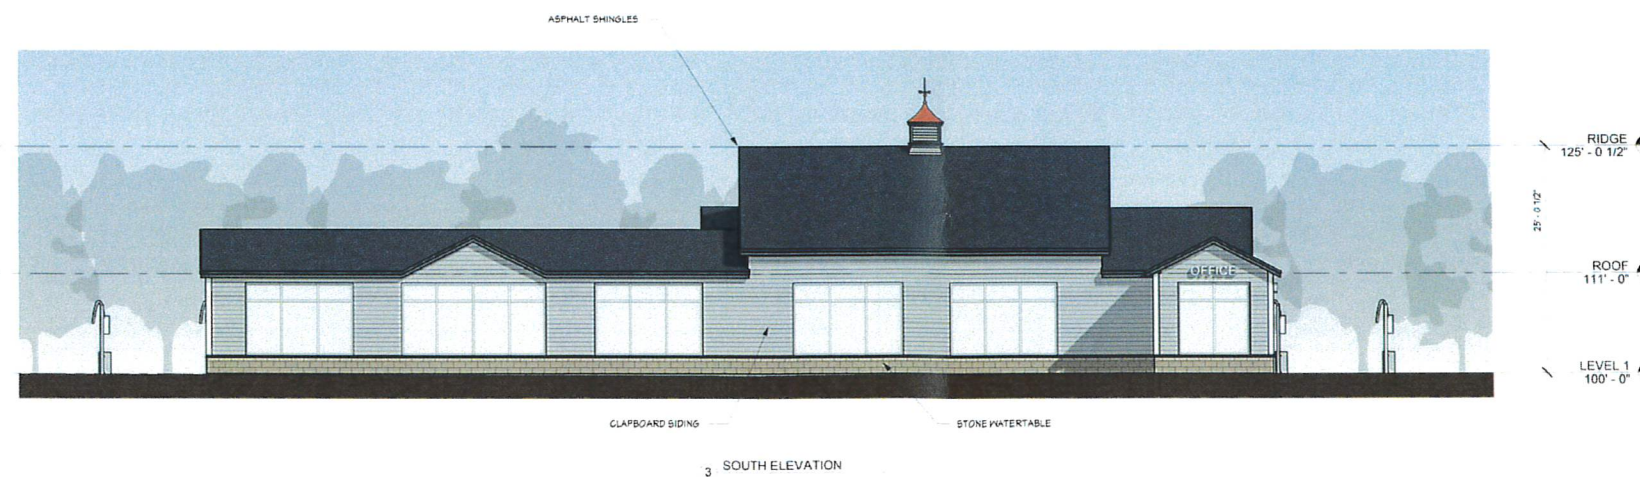 ASPHALT SHINGLES
RIDGE
125' - 0 1/2"
25' - 0 1/2"
ROOF
111' - 0"
OFFICE
LEVEL 1
100' - 0"
CLAPBOARD SIDING
STONE WATERTABLE
3 SOUTH ELEVATION